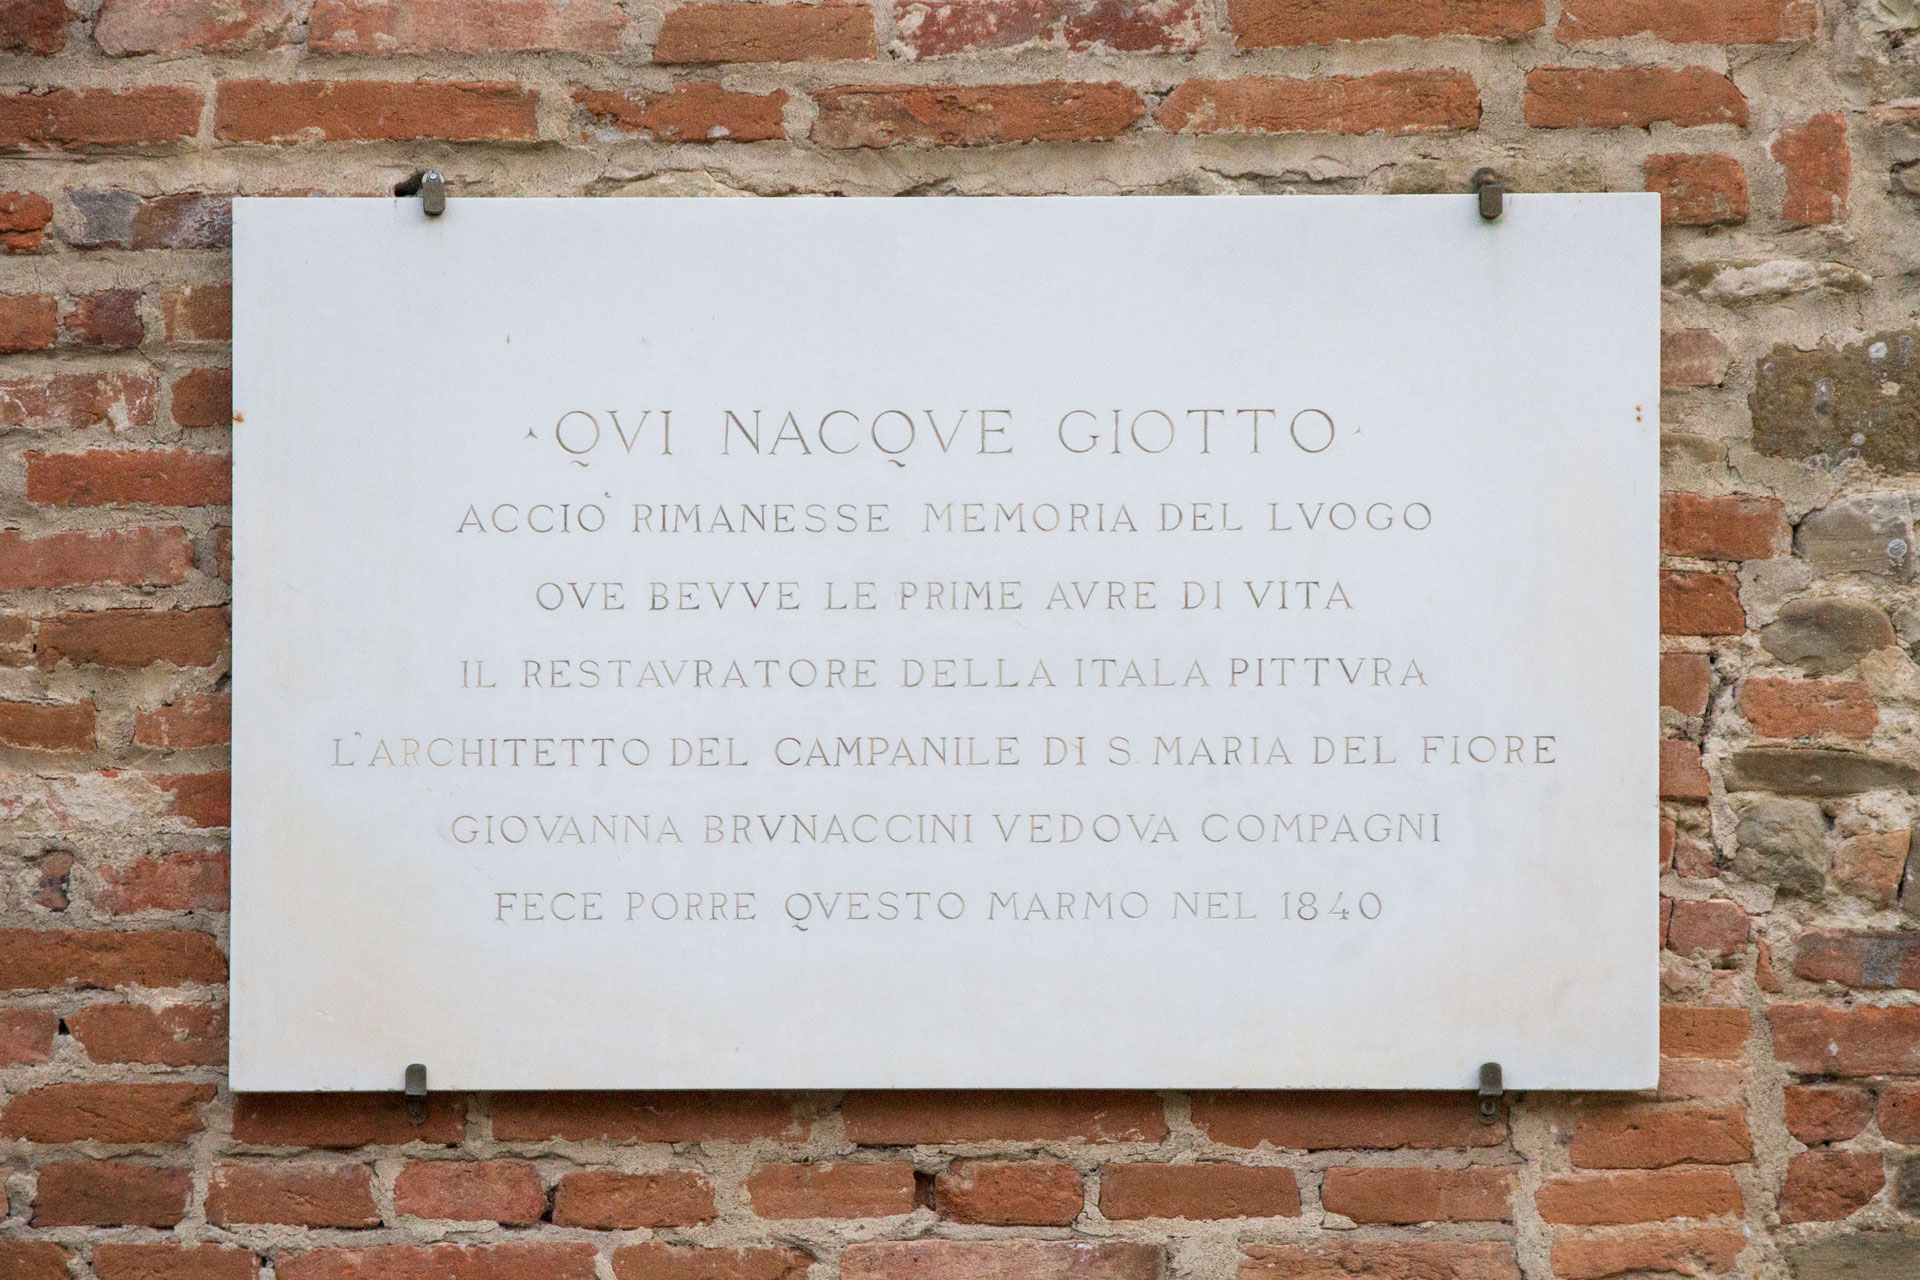 ·QVI NACQVE GIOTTO·
ACCIO' RIMANESSE MEMORIA DEL LVOGO
OVE BEVVE LE PRIME AVRE DI VITA
IL RESTAVRATORE DELLA ITALA PITTVRA
L'ARCHITETTO DEL CAMPANILE DI S. MARIA DEL FIORE
GIOVANNA BRVNACCINI VEDOVA COMPAGNI
FECE PORRE QVESTO MARMO NEL 1840